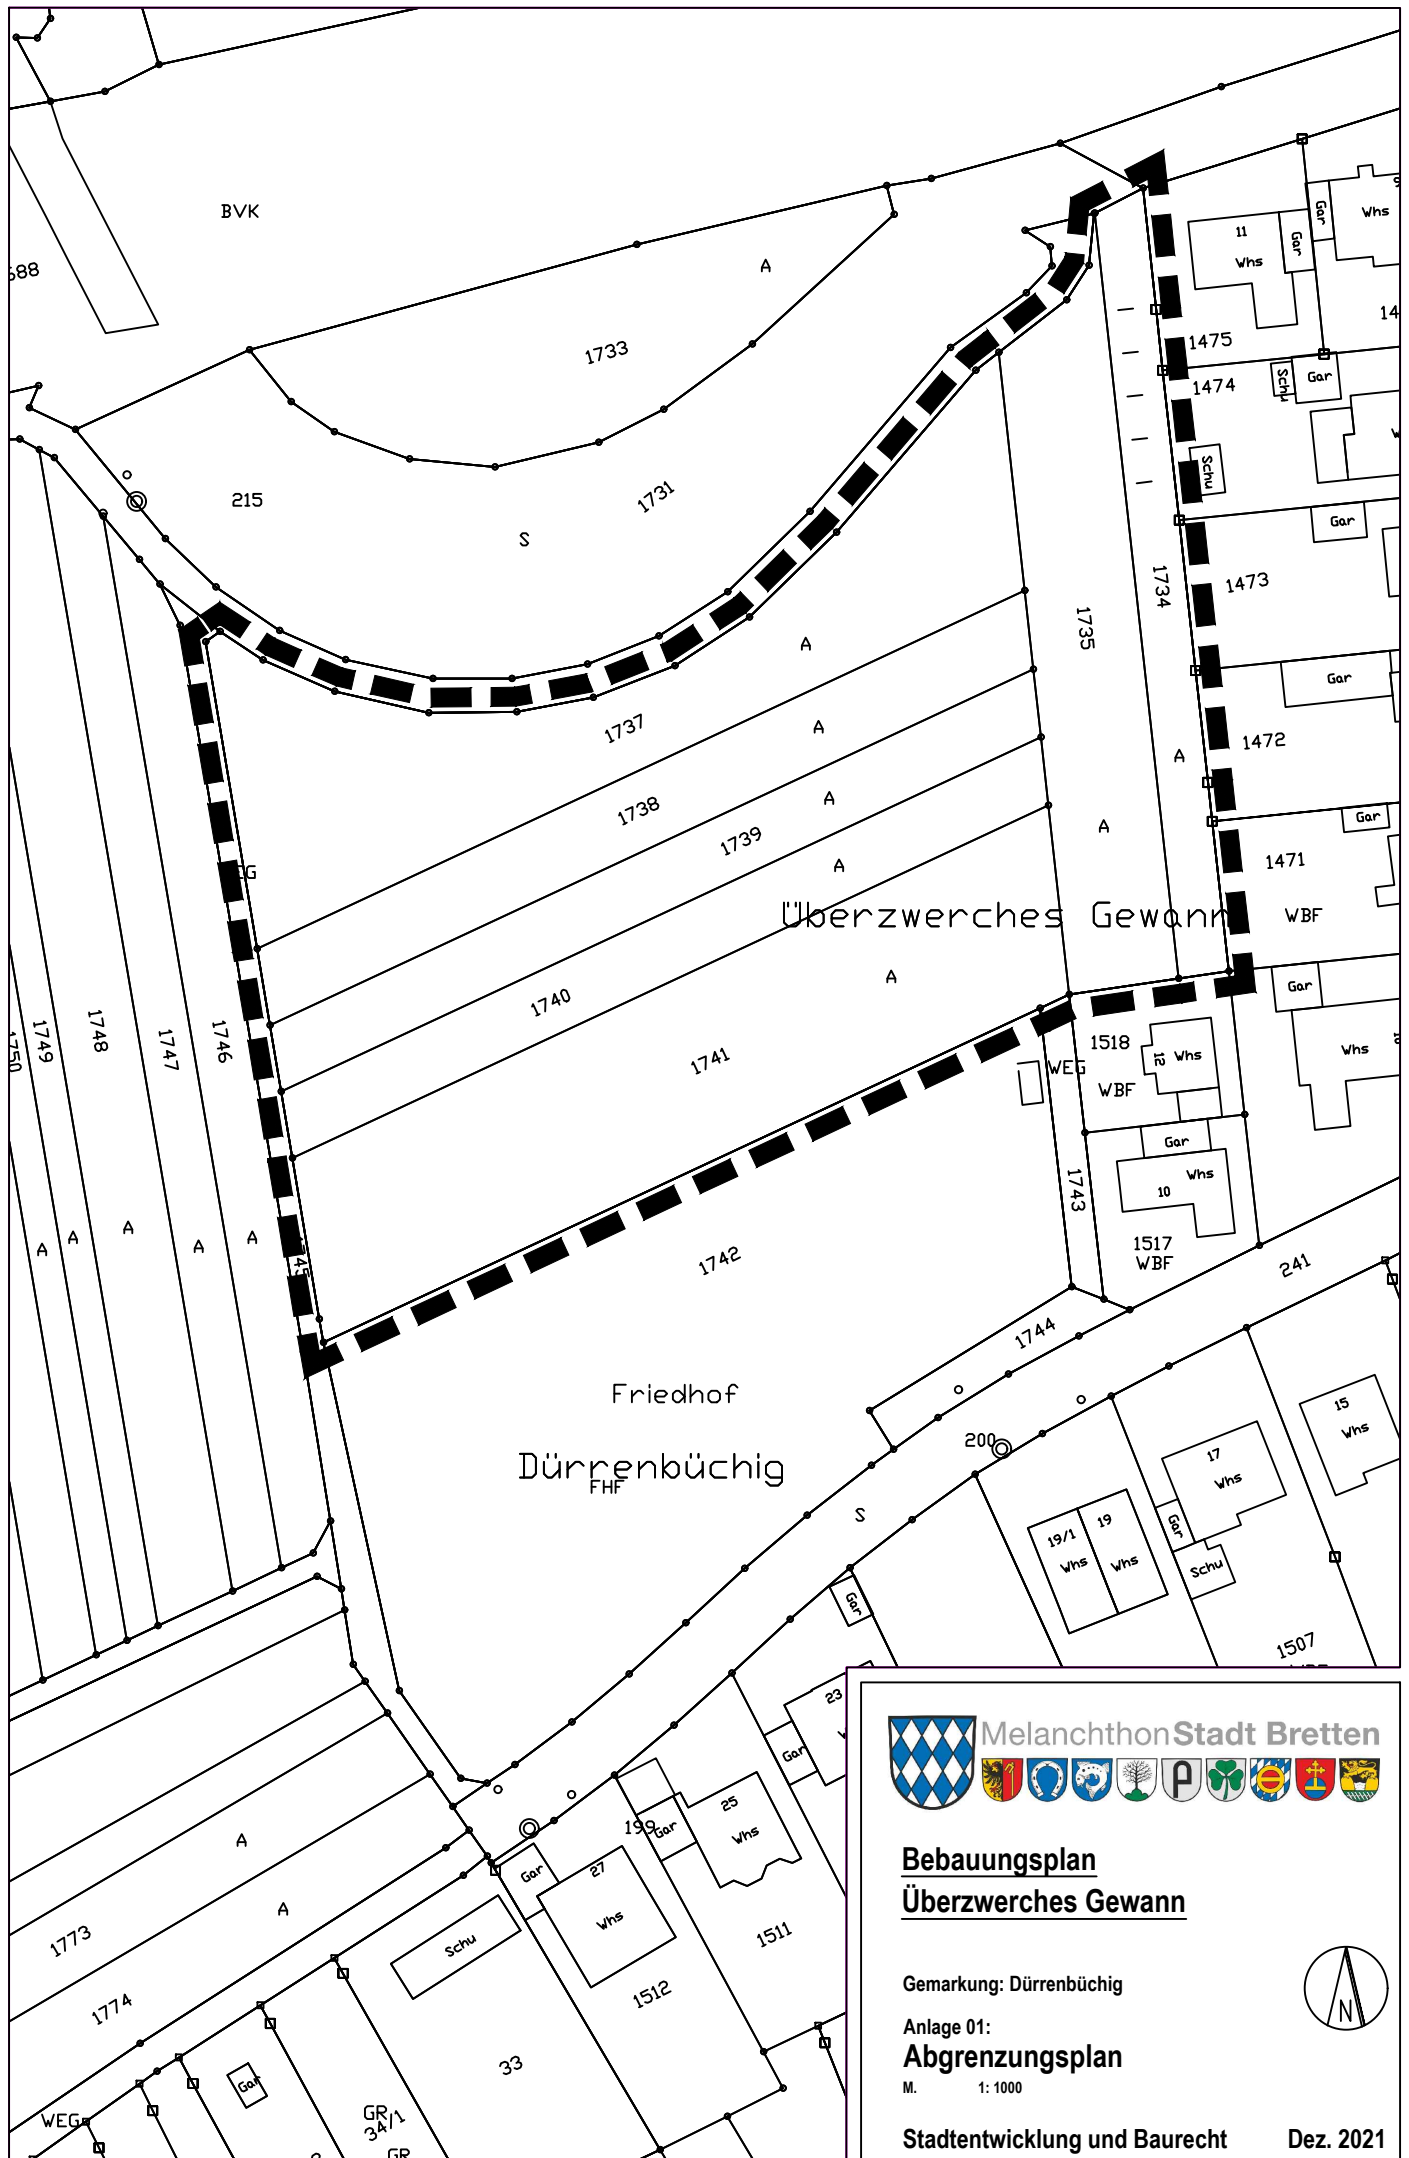 BVK
688
A
1733
11
Whs
Gar
Gar
Whs
9
14
1475
1474
Schu
Gar
Schu
215
S
1731
Gar
1734
1473
1735
A
Gar
1737
A
1472
A
1738
A
1739
A
A
Gar
1471
WBF
Überzwerches Gewann
A
1740
1741
Gar
Whs
1750
1749
1748
1747
1746
1518
WEG
WBF
12
Whs
Gar
Whs
10
1743
1517
WBF
A
A
A
A
A
1742
241
1744
Friedhof
Dürrenbüchig
FHF
200
S
15
Whs
17
Whs
Gar
Schu
19/1
Whs
19
Whs
Gar
1507
23
Gar
25
Whs
199
Gar
27
Whs
Gar
Schu
A
A
1773
1774
1511
1512
33
Gar
WEG
GR
34/1
GR
Melanchthon Stadt Bretten
Bebauungsplan
Überzwerches Gewann
Gemarkung: Dürrenbüchig
N
Anlage 01:
Abgrenzungsplan
M. 1: 1000
Stadtentwicklung und Baurecht Dez. 2021